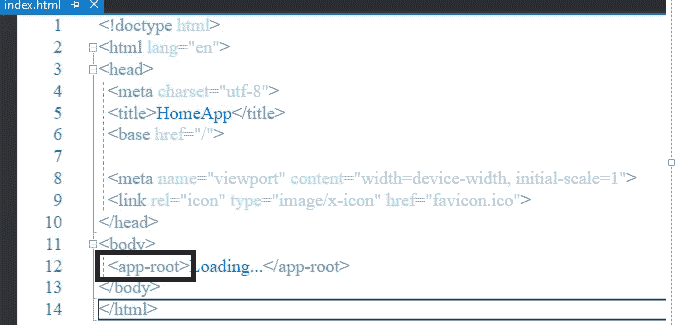 index.html
1 <!doctype html>
2 <html lang="en">
3 <head>
4 <meta charset="utf-8">
5 <title>HomeApp</title>
6 <base href="/">
7
8 <meta name="viewport" content="width=device-width, initial-scale=1">
9 <link rel="icon" type="image/x-icon" href="favicon.ico">
10 </head>
11 <body>
12 <app-root>Loading...</app-root>
13 </body>
14 </html>